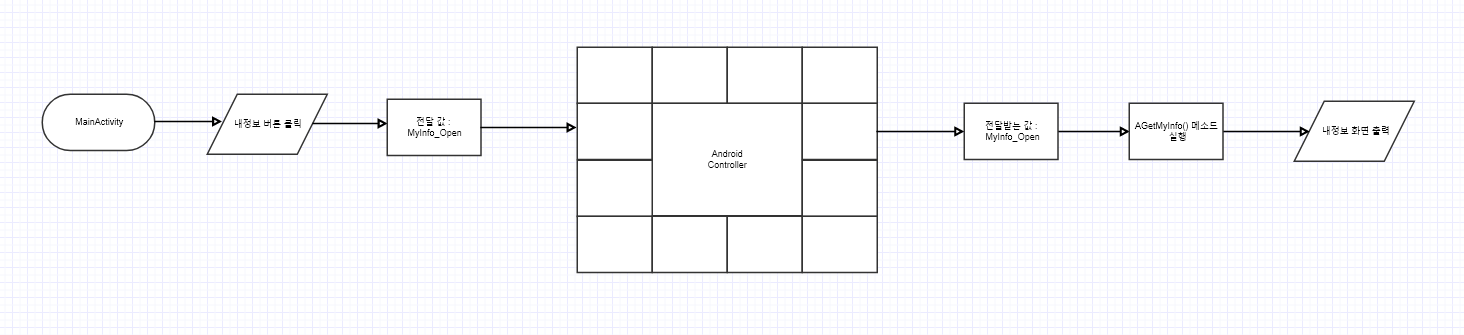 MainActivity
내정보 버튼 클릭
전달 값 :
MyInfo_Open
Android
Controller
전달받는 값 :
MyInfo_Open
AGetMyInfo() 메소드
실행
내정보 화면 출력